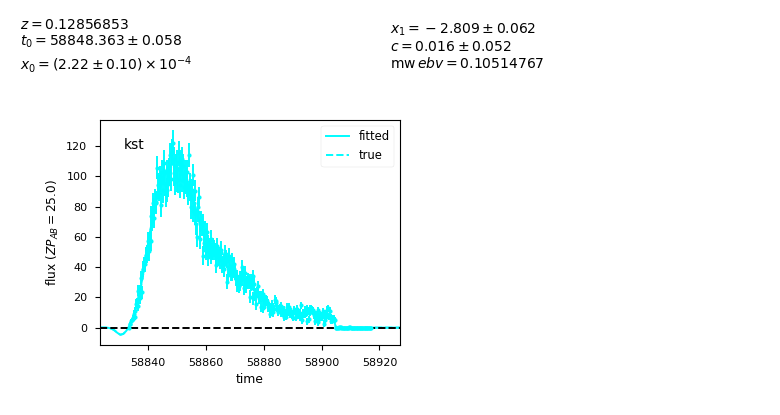 z = 0.12856853
t₀ = 58848.363 ± 0.058
x₀ = (2.22 ± 0.10) × 10⁻⁴
x₁ = −2.809 ± 0.062
c = 0.016 ± 0.052
mw ebv = 0.10514767
kst
fitted
true
120
100
80
60
40
20
0
flux (ZP_AB = 25.0)
58840 58860 58880 58900 58920
time